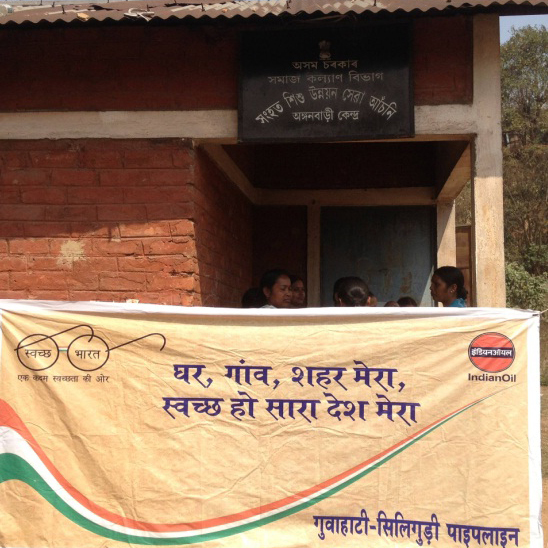 অসম চৰকাৰ
সমাজ কল্যাণ বিভাগ
সংহত শিশু উন্নয়ন সেৱা আঁচনি
অঙ্গনবাড়ী কেন্দ্ৰ
स्वच्छ भारत
एक कदम स्वच्छता की ओर
इंडियनऑयल
IndianOil
घर, गांव, शहर मेरा,
स्वच्छ हो सारा देश मेरा
गुवाहाटी-सिलिगुड़ी पाइपलाइन